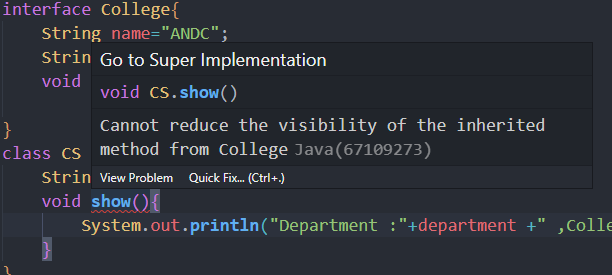 interface College{
String name="ANDC";
Strin
void
Go to Super Implementation
void CS.show()
Cannot reduce the visibility of the inherited
method from College Java(67109273)
View Problem Quick Fix... (Ctrl+.)
}
class CS
Strin
void show(){
System.out.println("Department :"+department +" ,Colle
}
}